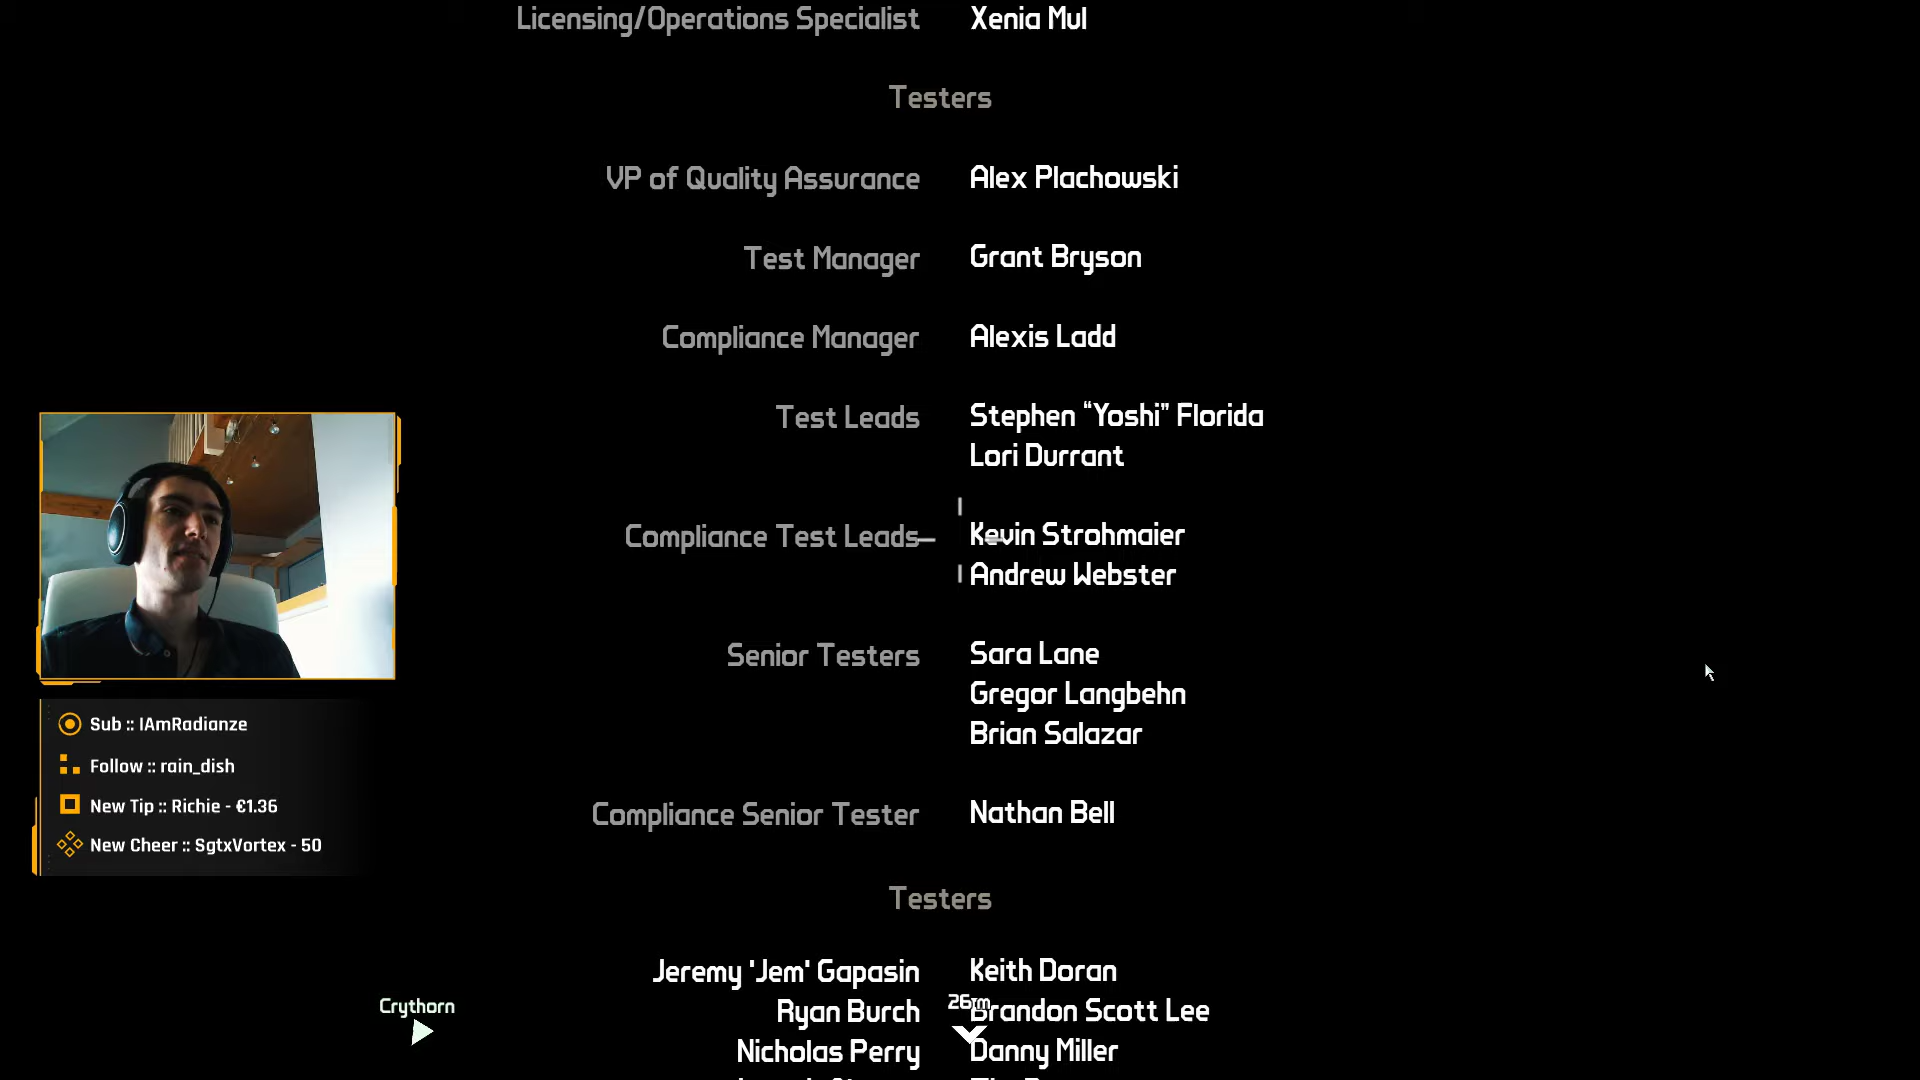 Licensing/Operations Specialist Xenia Mul
Testers
VP of Quality Assurance Alex Plachowski
Test Manager Grant Bryson
Compliance Manager Alexis Ladd
Test Leads Stephen “Yoshi” Florida
Lori Durrant
Compliance Test Leads Kevin Strohmaier
Andrew Webster
Senior Testers Sara Lane
Gregor Langbehn
Brian Salazar
Compliance Senior Tester Nathan Bell
Testers
Jeremy 'Jem' Gapasin Keith Doran
Ryan Burch Brandon Scott Lee
Nicholas Perry Danny Miller
Sub :: IAmRadianze
Follow :: rain_dish
New Tip :: Richie - €1.36
New Cheer :: SgtxVortex - 50
Crythorn